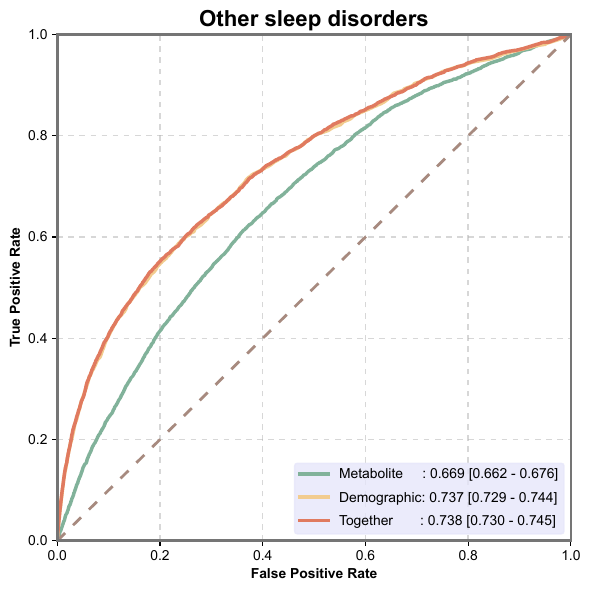 Other sleep disorders
True Positive Rate
1.0
0.8
0.6
0.4
0.2
0.0
Metabolite : 0.669 [0.662 - 0.676]
Demographic: 0.737 [0.729 - 0.744]
Together : 0.738 [0.730 - 0.745]
0.0 0.2 0.4 0.6 0.8 1.0
False Positive Rate